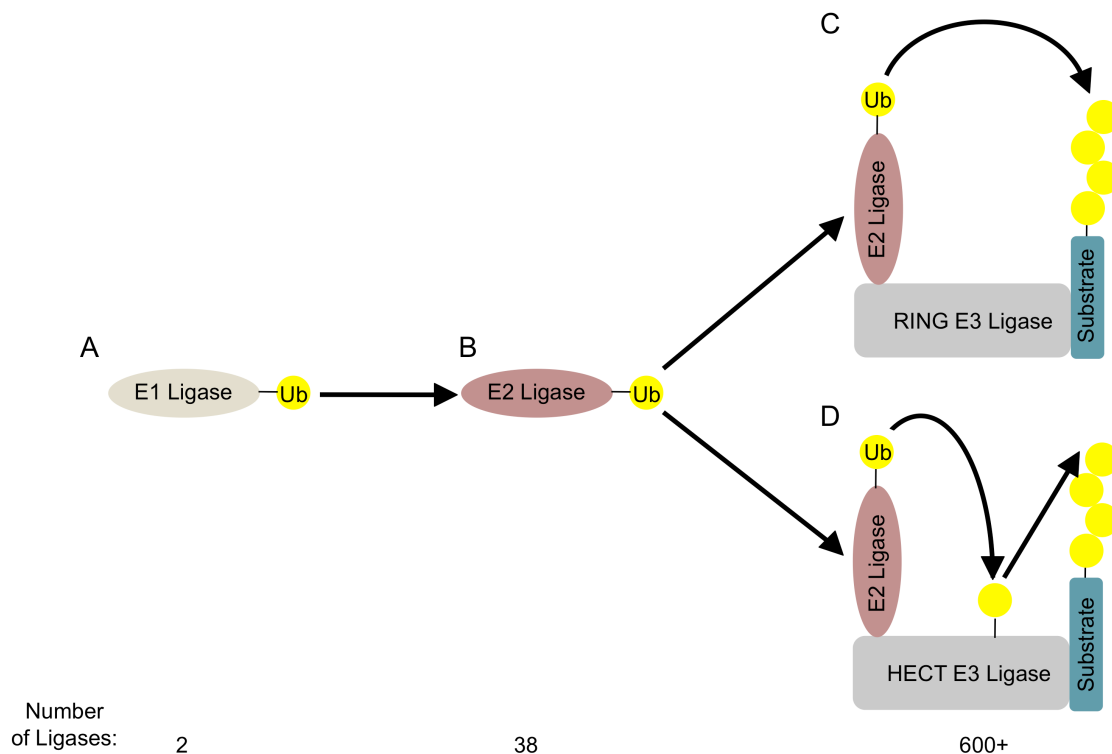 C
Ub
E2 Ligase
Substrate
RING E3 Ligase
A
E1 Ligase
Ub
B
E2 Ligase
Ub
D
Ub
E2 Ligase
Substrate
HECT E3 Ligase
Number
of Ligases:
2
38
600+